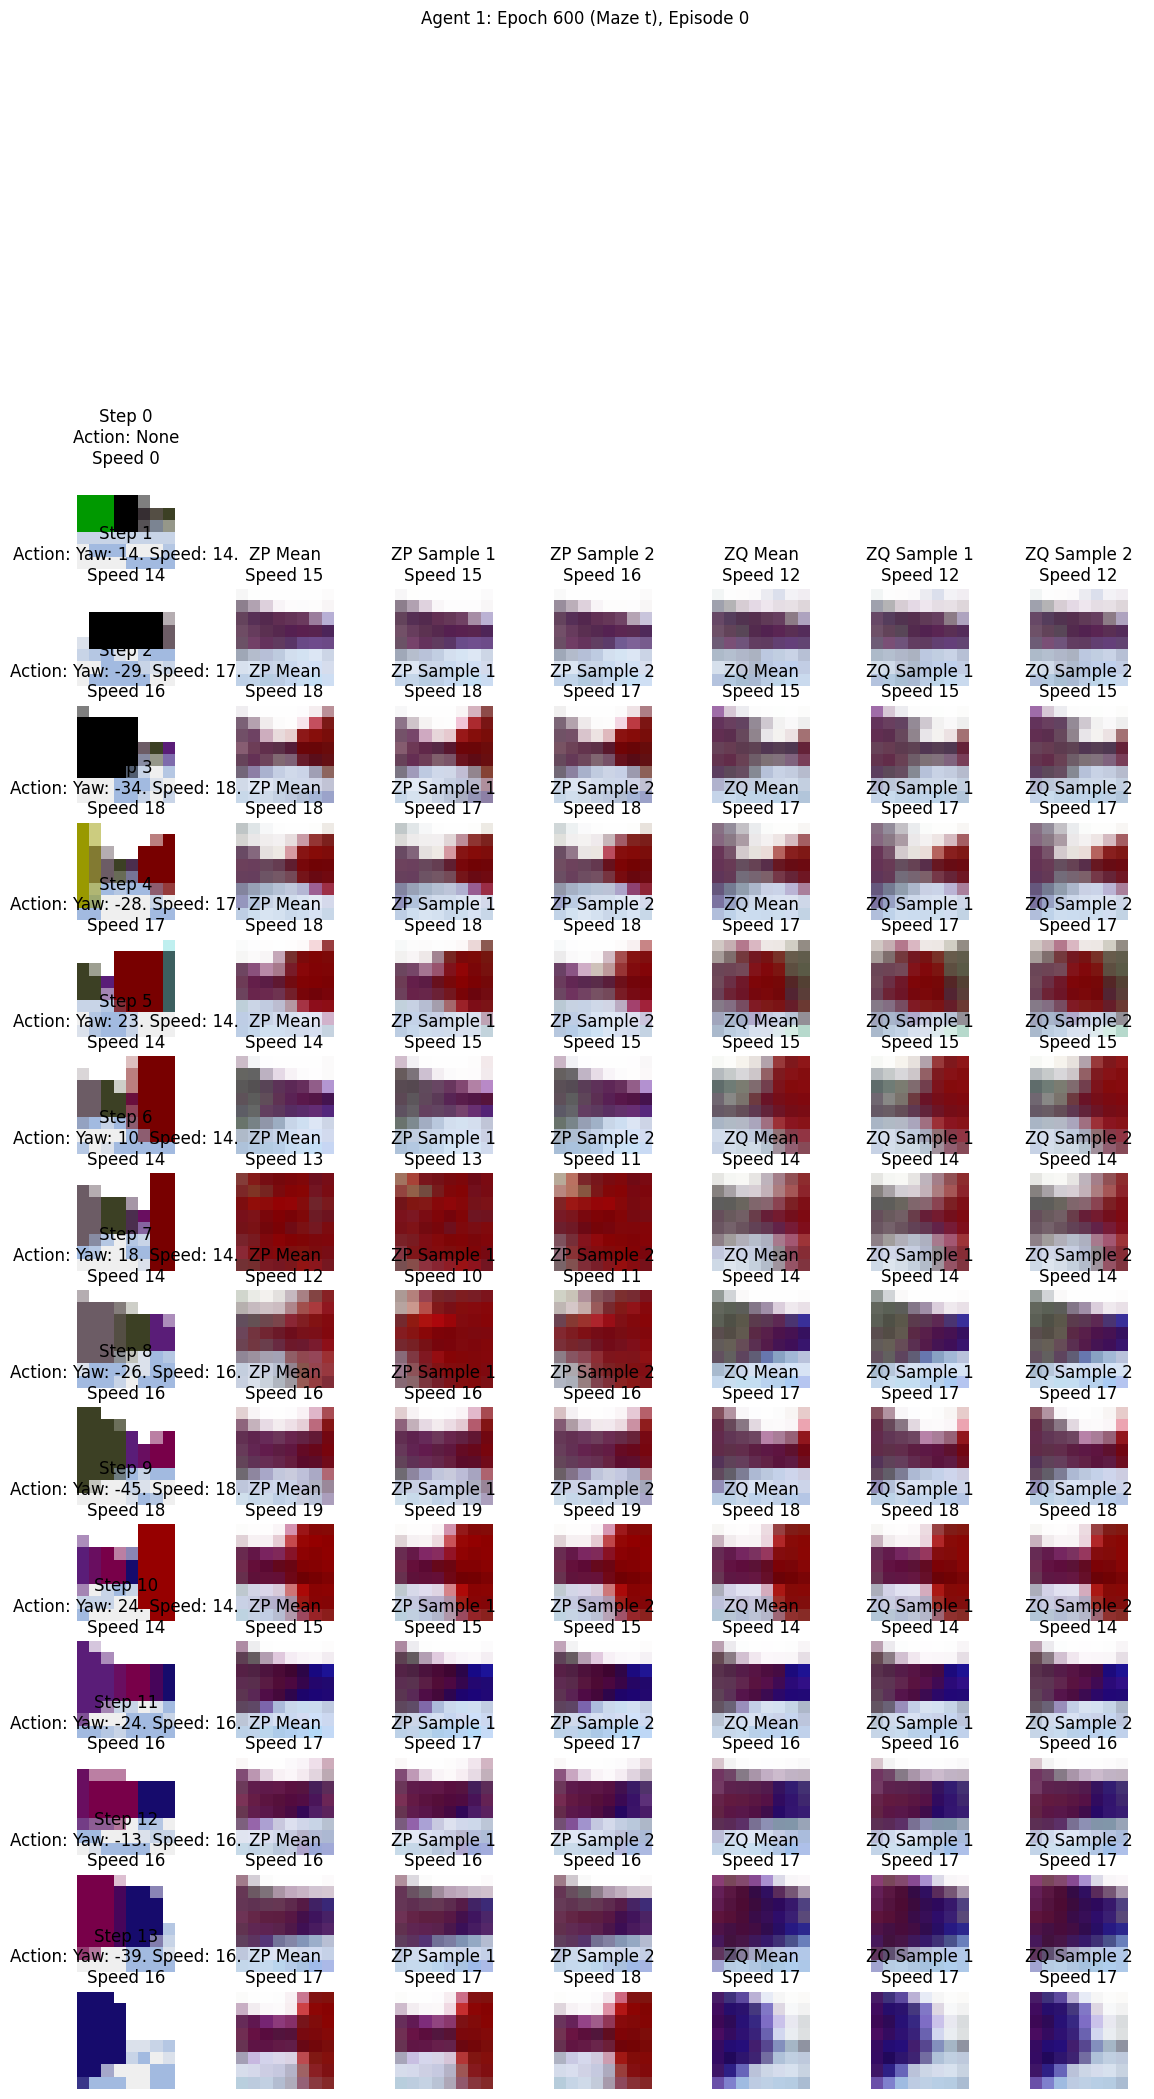 Agent 1: Epoch 600 (Maze t), Episode 0
Step 0
Action: None
Speed 0
Step 1
Action: Yaw: 14. Speed: 14. ZP Mean ZP Sample 1 ZP Sample 2 ZQ Mean ZQ Sample 1 ZQ Sample 2
Speed 14 Speed 15 Speed 15 Speed 16 Speed 12 Speed 12 Speed 12
Step 2
Action: Yaw: -29. Speed: 17. ZP Mean ZP Sample 1 ZP Sample 2 ZQ Mean ZQ Sample 1 ZQ Sample 2
Speed 16 Speed 18 Speed 18 Speed 17 Speed 15 Speed 15 Speed 15
Step 3
Action: Yaw: -34. Speed: 18. ZP Mean ZP Sample 1 ZP Sample 2 ZQ Mean ZQ Sample 1 ZQ Sample 2
Speed 18 Speed 18 Speed 17 Speed 18 Speed 17 Speed 17 Speed 17
Step 4
Action: Yaw: -28. Speed: 17. ZP Mean ZP Sample 1 ZP Sample 2 ZQ Mean ZQ Sample 1 ZQ Sample 2
Speed 17 Speed 18 Speed 18 Speed 18 Speed 17 Speed 17 Speed 17
Step 5
Action: Yaw: 23. Speed: 14. ZP Mean ZP Sample 1 ZP Sample 2 ZQ Mean ZQ Sample 1 ZQ Sample 2
Speed 14 Speed 14 Speed 15 Speed 15 Speed 15 Speed 15 Speed 15
Step 6
Action: Yaw: 10. Speed: 14. ZP Mean ZP Sample 1 ZP Sample 2 ZQ Mean ZQ Sample 1 ZQ Sample 2
Speed 14 Speed 13 Speed 13 Speed 11 Speed 14 Speed 14 Speed 14
Step 7
Action: Yaw: 18. Speed: 14. ZP Mean ZP Sample 1 ZP Sample 2 ZQ Mean ZQ Sample 1 ZQ Sample 2
Speed 14 Speed 12 Speed 10 Speed 11 Speed 14 Speed 14 Speed 14
Step 8
Action: Yaw: -26. Speed: 16. ZP Mean ZP Sample 1 ZP Sample 2 ZQ Mean ZQ Sample 1 ZQ Sample 2
Speed 16 Speed 16 Speed 16 Speed 16 Speed 17 Speed 17 Speed 17
Step 9
Action: Yaw: -45. Speed: 18. ZP Mean ZP Sample 1 ZP Sample 2 ZQ Mean ZQ Sample 1 ZQ Sample 2
Speed 18 Speed 19 Speed 19 Speed 19 Speed 18 Speed 18 Speed 18
Step 10
Action: Yaw: 24. Speed: 14. ZP Mean ZP Sample 1 ZP Sample 2 ZQ Mean ZQ Sample 1 ZQ Sample 2
Speed 14 Speed 15 Speed 15 Speed 15 Speed 14 Speed 14 Speed 14
Step 11
Action: Yaw: -24. Speed: 16. ZP Mean ZP Sample 1 ZP Sample 2 ZQ Mean ZQ Sample 1 ZQ Sample 2
Speed 16 Speed 17 Speed 17 Speed 17 Speed 16 Speed 16 Speed 16
Step 12
Action: Yaw: -13. Speed: 16. ZP Mean ZP Sample 1 ZP Sample 2 ZQ Mean ZQ Sample 1 ZQ Sample 2
Speed 16 Speed 16 Speed 16 Speed 16 Speed 17 Speed 17 Speed 17
Step 13
Action: Yaw: -39. Speed: 16. ZP Mean ZP Sample 1 ZP Sample 2 ZQ Mean ZQ Sample 1 ZQ Sample 2
Speed 16 Speed 17 Speed 17 Speed 18 Speed 17 Speed 17 Speed 17